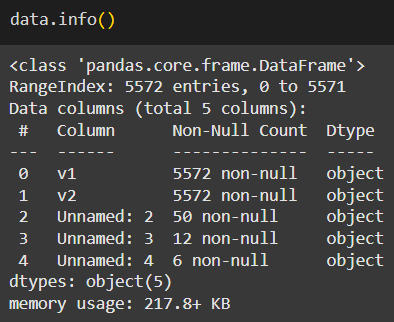 data.info()
<class 'pandas.core.frame.DataFrame'>
RangeIndex: 5572 entries, 0 to 5571
Data columns (total 5 columns):
 #   Column      Non-Null Count  Dtype 
---  ------      --------------  ----- 
 0   v1          5572 non-null   object
 1   v2          5572 non-null   object
 2   Unnamed: 2  50 non-null     object
 3   Unnamed: 3  12 non-null     object
 4   Unnamed: 4  6 non-null      object
dtypes: object(5)
memory usage: 217.8+ KB